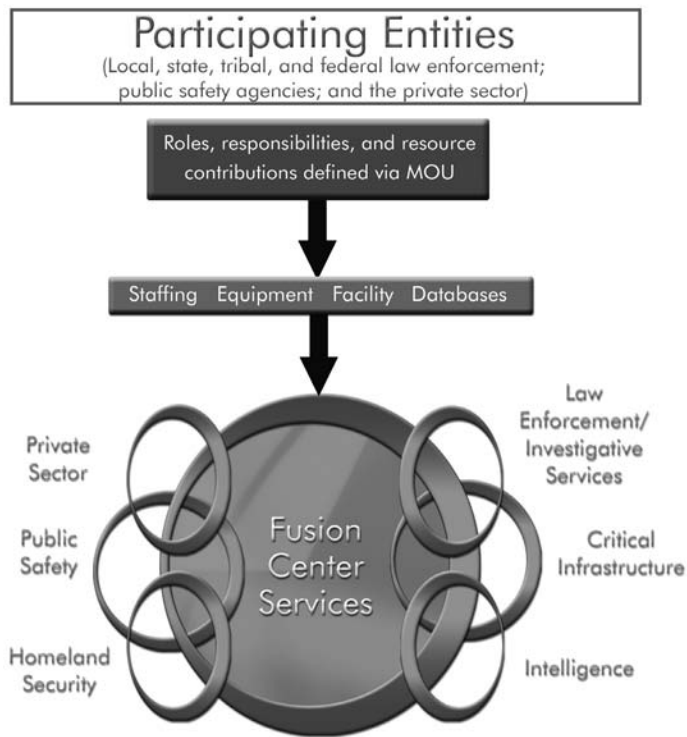 Participating Entities
(Local, state, tribal, and federal law enforcement;
public safety agencies; and the private sector)
Roles, responsibilities, and resource
contributions defined via MOU
Staffing Equipment Facility Databases
Private
Sector
Public
Safety
Homeland
Security
Fusion
Center
Services
Law
Enforcement/
Investigative
Services
Critical
Infrastructure
Intelligence